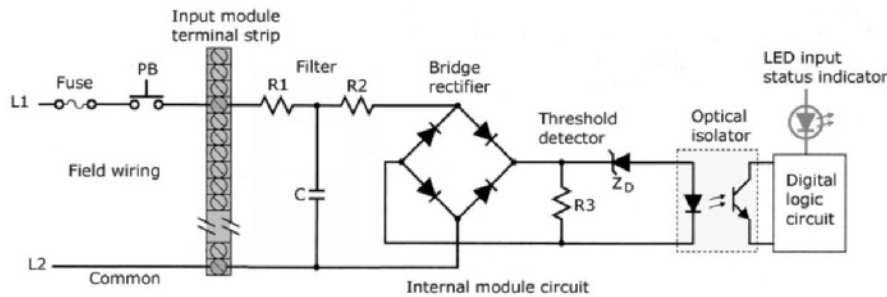 Input module
terminal strip
LED input
status indicator
Fuse
PB
R1
Filter
R2
Bridge
rectifier
L1
Threshold
detector
Optical
isolator
Field wiring
C
R3
ZD
Digital
logic
circuit
L2
Common
Internal module circuit